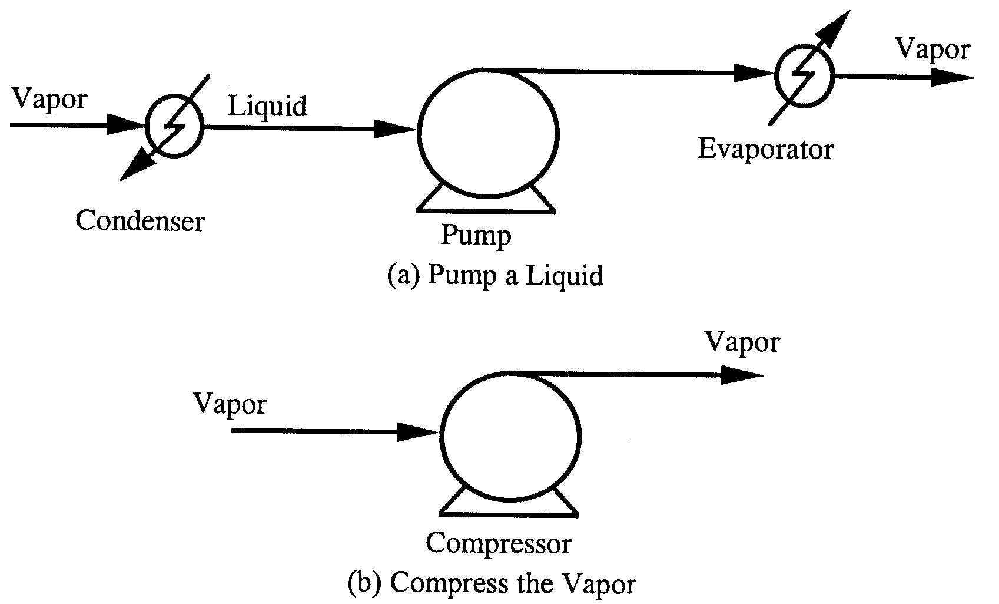 Vapor
Vapor
Liquid
Condenser
Evaporator
Pump
(a) Pump a Liquid
Vapor
Vapor
Compressor
(b) Compress the Vapor